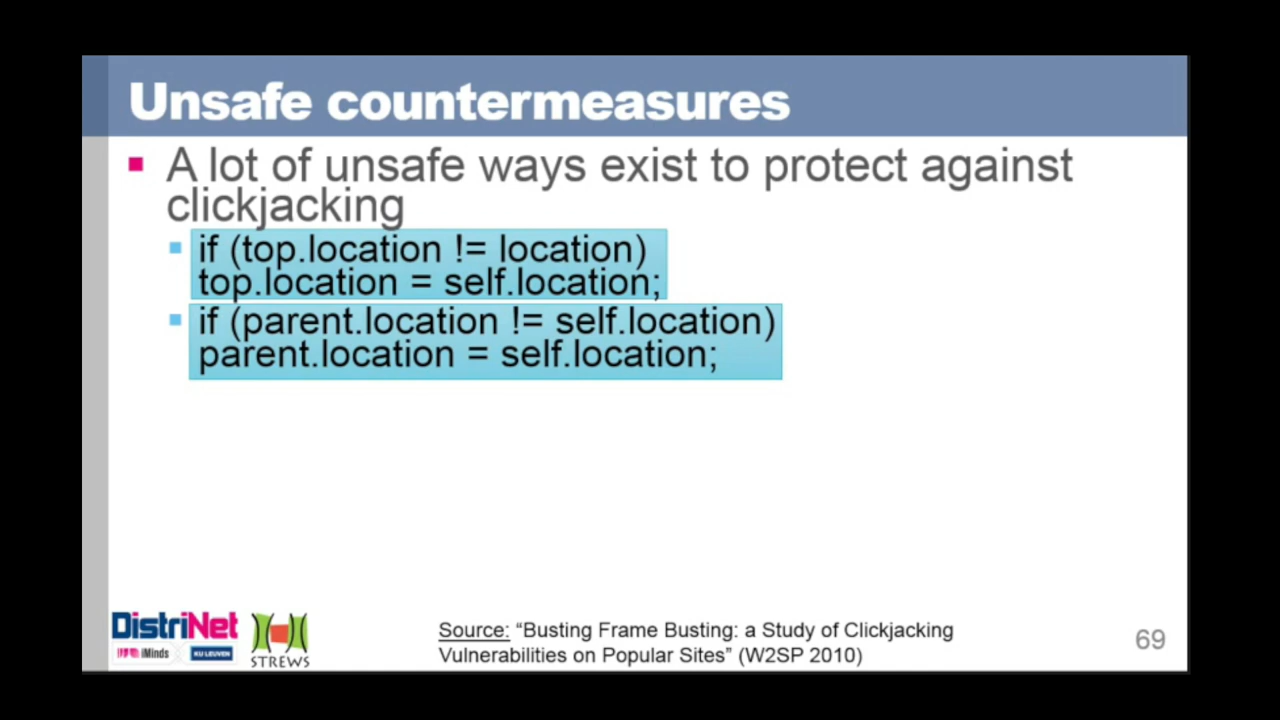 Unsafe countermeasures
A lot of unsafe ways exist to protect against
clickjacking
if (top.location != location)
top.location = self.location;
if (parent.location != self.location)
parent.location = self.location;
DistriNet
iMinds
KU LEUVEN
STREWS
Source: “Busting Frame Busting: a Study of Clickjacking
Vulnerabilities on Popular Sites” (W2SP 2010)
69